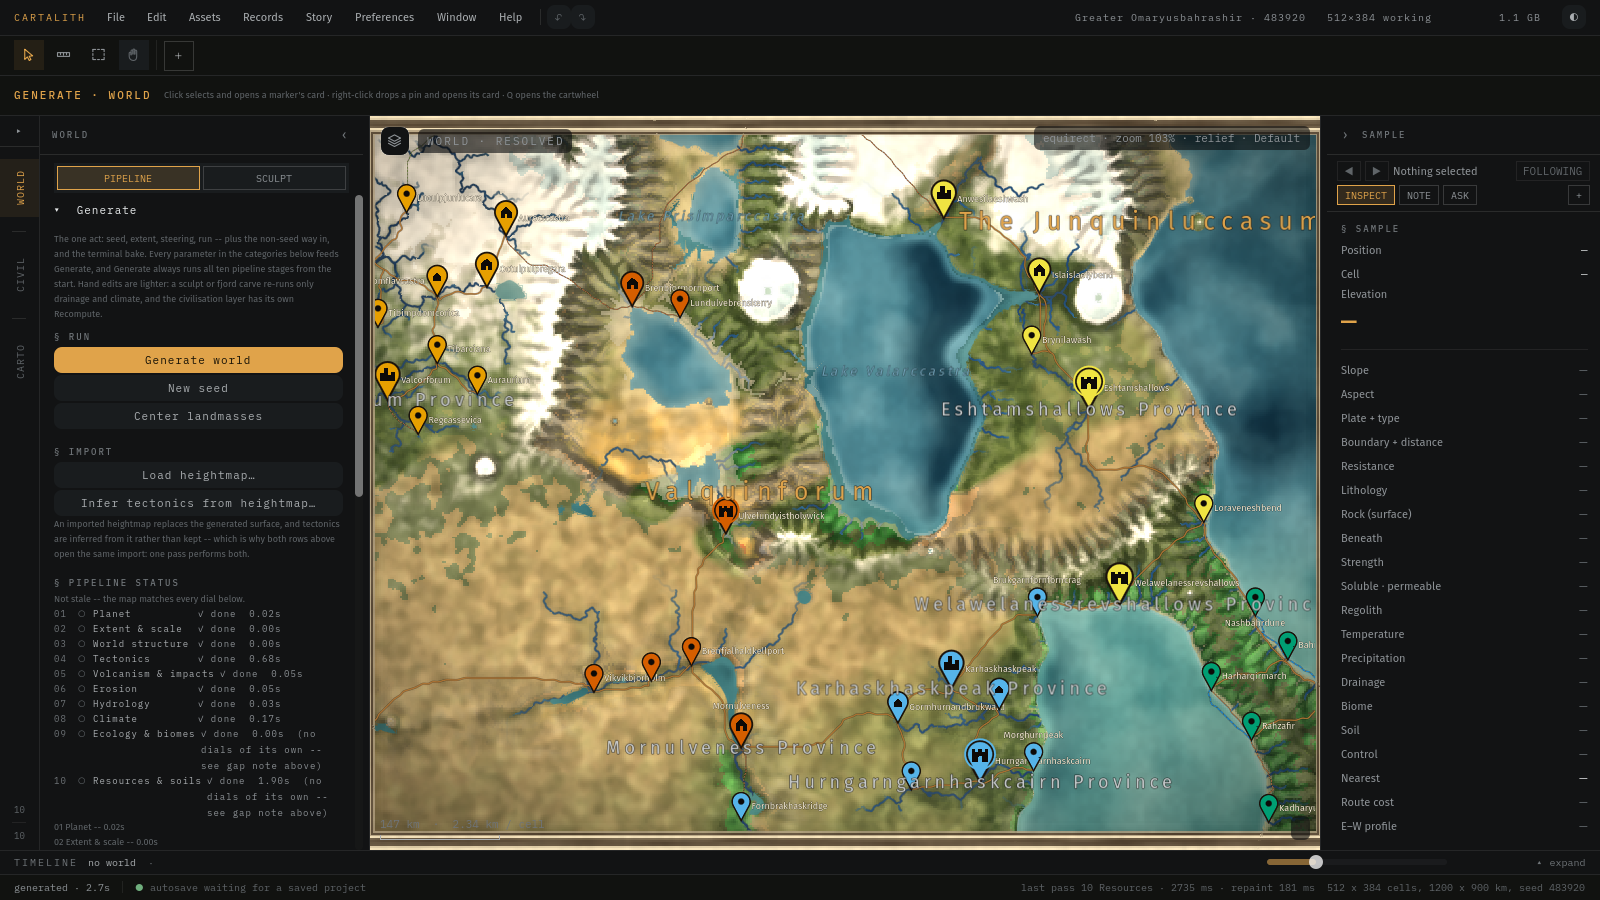 CARTALITH File Edit Assets Records Story Preferences Window Help
Greater Omaryusbahrashir · 483920 512×384 working 1.1 GB
GENERATE · WORLD Click selects and opens a marker's card · right-click drops a pin and opens its card · Q opens the cartwheel
WORLD
CIVIL
CARTO
10
10
WORLD
PIPELINE SCULPT
Generate
The one act: seed, extent, steering, run -- plus the non-seed way in,
and the terminal bake. Every parameter in the categories below feeds
Generate, and Generate always runs all ten pipeline stages from the
start. Hand edits are lighter: a sculpt or fjord carve re-runs only
drainage and climate, and the civilisation layer has its own
Recompute.
§ RUN
Generate world
New seed
Center landmasses
§ IMPORT
Load heightmap…
Infer tectonics from heightmap…
An imported heightmap replaces the generated surface, and tectonics
are inferred from it rather than kept -- which is why both rows above
open the same import: one pass performs both.
§ PIPELINE STATUS
Not stale -- the map matches every dial below.
01 ○ Planet √ done 0.02s
02 ○ Extent & scale √ done 0.00s
03 ○ World structure √ done 0.00s
04 ○ Tectonics √ done 0.68s
05 ○ Volcanism & impacts √ done 0.05s
06 ○ Erosion √ done 0.05s
07 ○ Hydrology √ done 0.03s
08 ○ Climate √ done 0.17s
09 ○ Ecology & biomes √ done 0.00s (no
dials of its own --
see gap note above)
10 ○ Resources & soils √ done 1.90s (no
dials of its own --
see gap note above)
01 Planet -- 0.02s
02 Extent & scale -- 0.00s
WORLD · RESOLVED
equirect · zoom 103% · relief · Default
The Junquinluccasum
Islaislaeybend
Brynilawash
Eshtamshallows
Eshtamshallows Province
Lundulvebrenskerry
Lake Valarccastra
Valcorforum
um Province
Regcassevica
Valquinforum
Ulvelundvistholvwick
Loraveneshbend
Welawelanessrevshallows
Welawelanessrevshallows Provinc
Nashbahrdune
Bah
Harharqirmarch
Rahzafir
Kadharyu
Karhaskhaskpeak
Karhaskhaskpeak Province
Vikvikbjornholm
Mornulveness
Mornulveness Province
Morghuripeak
Hurngarngarnhaskcairn Province
Fornbrakhaskridge
SAMPLE
Nothing selected FOLLOWING
INSPECT NOTE ASK +
§ SAMPLE
Position —
Cell —
Elevation
—
Slope —
Aspect —
Plate + type —
Boundary + distance —
Resistance —
Lithology —
Rock (surface) —
Beneath —
Strength —
Soluble · permeable —
Regolith —
Temperature —
Precipitation —
Drainage —
Biome —
Soil —
Control —
Nearest —
Route cost —
E–W profile —
TIMELINE no world · expand
generated · 2.7s autosave waiting for a saved project
last pass 10 Resources · 2735 ms · repaint 181 ms 512 x 384 cells, 1200 x 900 km, seed 483920